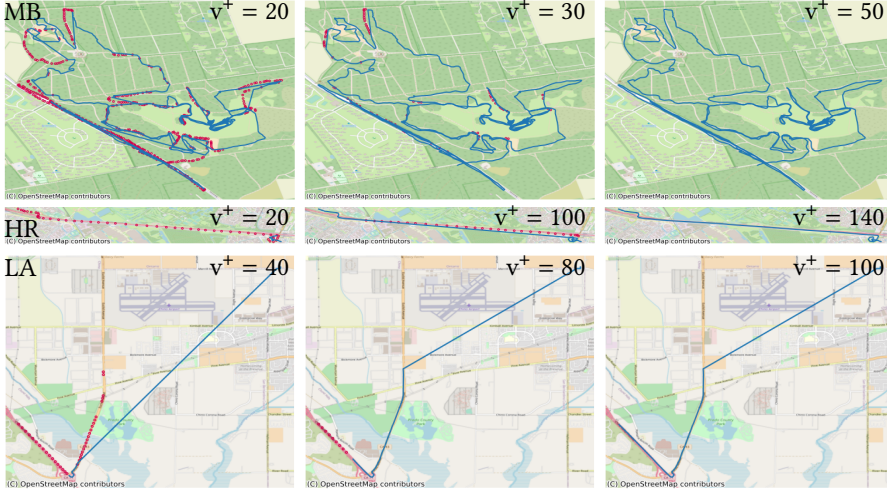 MB
v⁺ = 20
v⁺ = 30
v⁺ = 50
(C) OpenStreetMap contributors
(C) OpenStreetMap contributors
(C) OpenStreetMap contributors
HR
v⁺ = 20
v⁺ = 100
v⁺ = 140
(C) OpenStreetMap contributors
(C) OpenStreetMap contributors
(C) OpenStreetMap contributors
LA
v⁺ = 40
v⁺ = 80
v⁺ = 100
(C) OpenStreetMap contributors
(C) OpenStreetMap contributors
(C) OpenStreetMap contributors